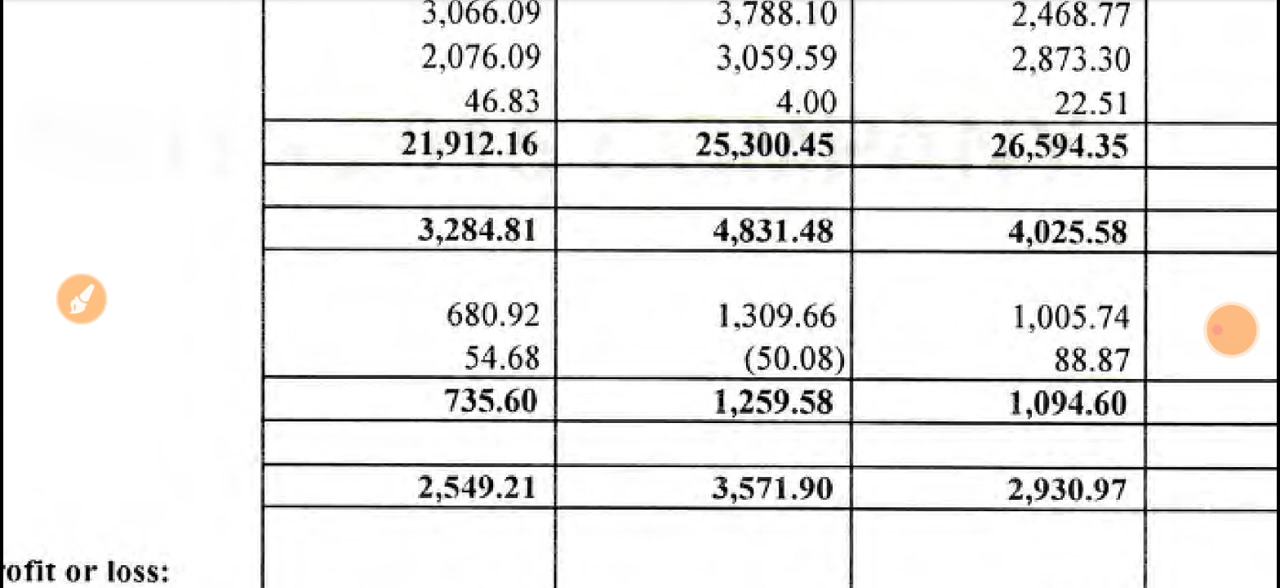 3,066.09 3,788.10 2,468.77
2,076.09 3,059.59 2,873.30
46.83 4.00 22.51
21,912.16 25,300.45 26,594.35
3,284.81 4,831.48 4,025.58
680.92 1,309.66 1,005.74
54.68 (50.08) 88.87
735.60 1,259.58 1,094.60
2,549.21 3,571.90 2,930.97
rofit or loss: